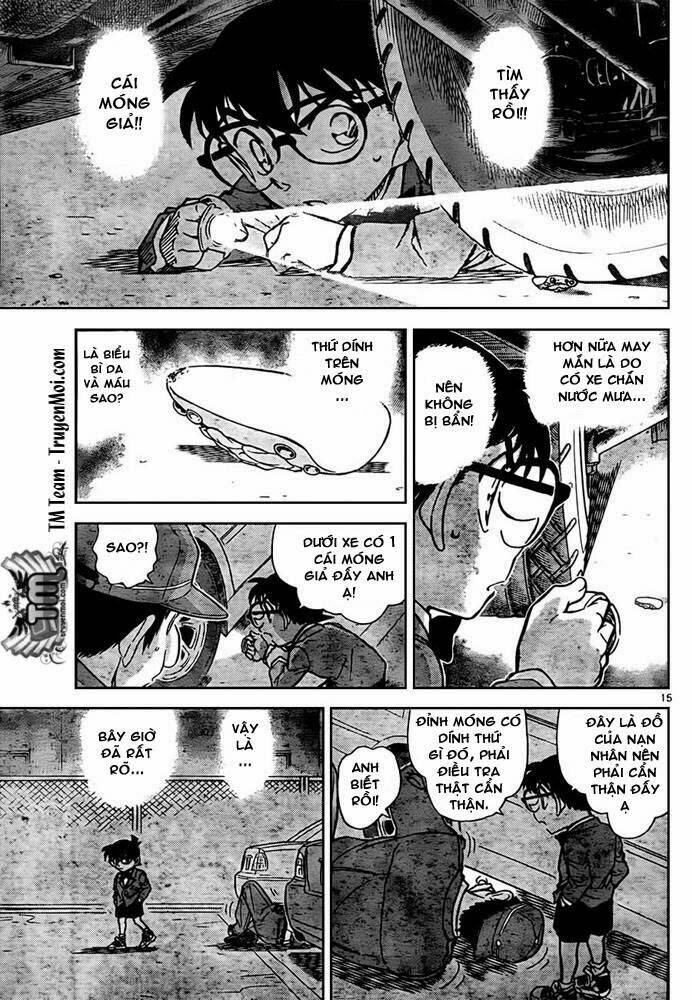 TÌM
THẤY
RỒI!!
CÁI
MÓNG
GIẢ!!
HƠN NỮA MAY
MẮN LÀ DO
CÓ XE CHẮN
NƯỚC MƯA...
NÊN
KHÔNG
BỊ BẨN!
THỨ DÍNH
TRÊN
MÓNG
...
LÀ BIỂU
BÌ DA
VÀ MÁU
SAO?
DƯỚI XE CÓ 1
CÁI MÓNG
GIẢ ĐẤY ANH
Ạ!
SAO?!
15
ĐÂY LÀ ĐỒ
CỦA NẠN
NHÂN NÊN
PHẢI CẨN
THẬN ĐẤY
Ạ
ĐỈNH MÓNG CÓ
DÍNH THỨ
GÌ ĐÓ, PHẢI
ĐIỀU TRA
THẬT CẨN
THẬN.
ANH
BIẾT
RỒI!
VẬY
LÀ
...
BÂY GIỜ
ĐÃ RẤT
RÕ...
TM Team - TruyenMoi.com
TM
truyenmoi.com